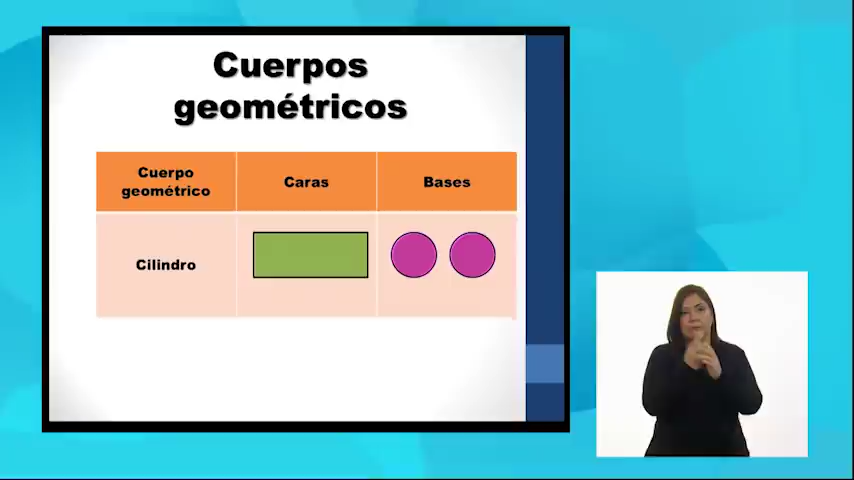 Cuerpos
geométricos
Cuerpo
geométrico
Caras
Bases
Cilindro